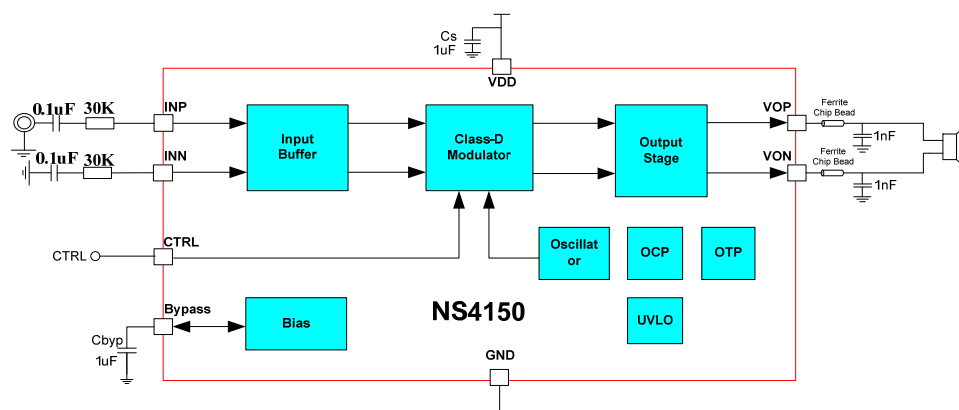 Cs
1uF
VDD
0.1uF
30K
INP
Input
Buffer
Class-D
Modulator
Output
Stage
VOP
Ferrite
Chip Bead
1nF
0.1uF
30K
INN
VON
Ferrite
Chip Bead
1nF
CTRL
CTRL
Oscillat
or
OCP
OTP
Bypass
Cbyp
1uF
Bias
NS4150
UVLO
GND